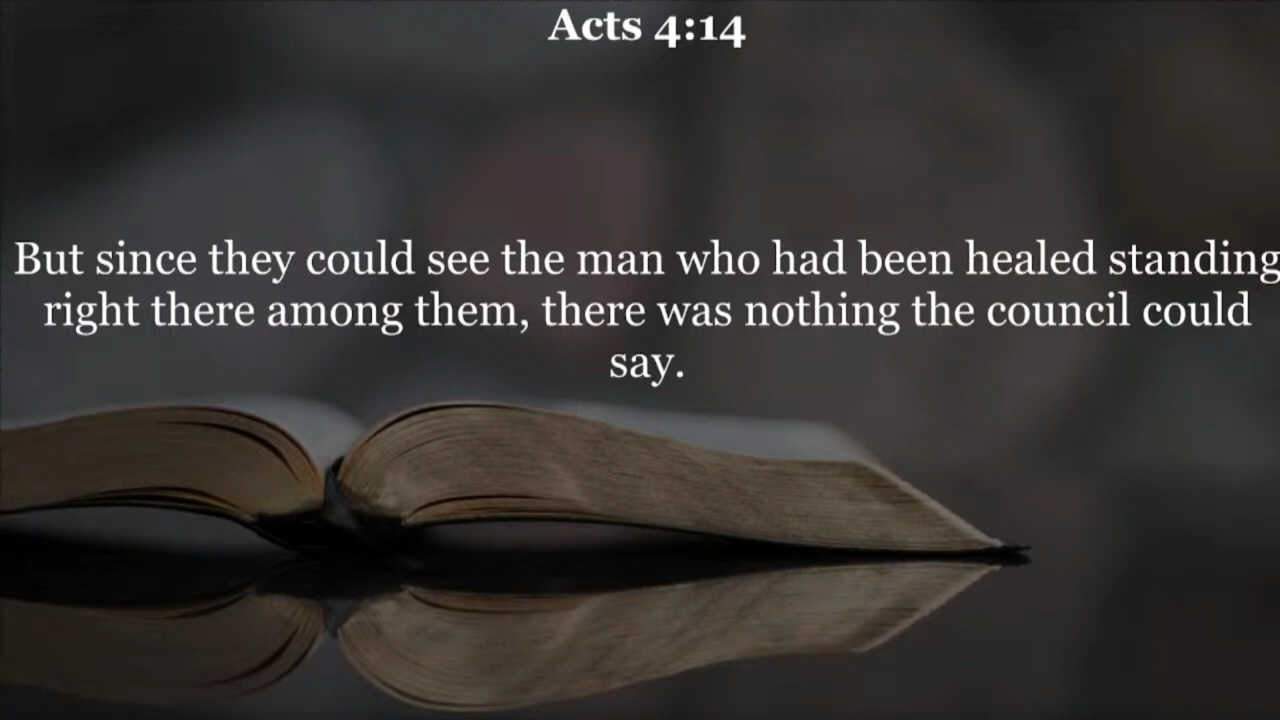 Acts 4:14
But since they could see the man who had been healed standing
right there among them, there was nothing the council could
say.